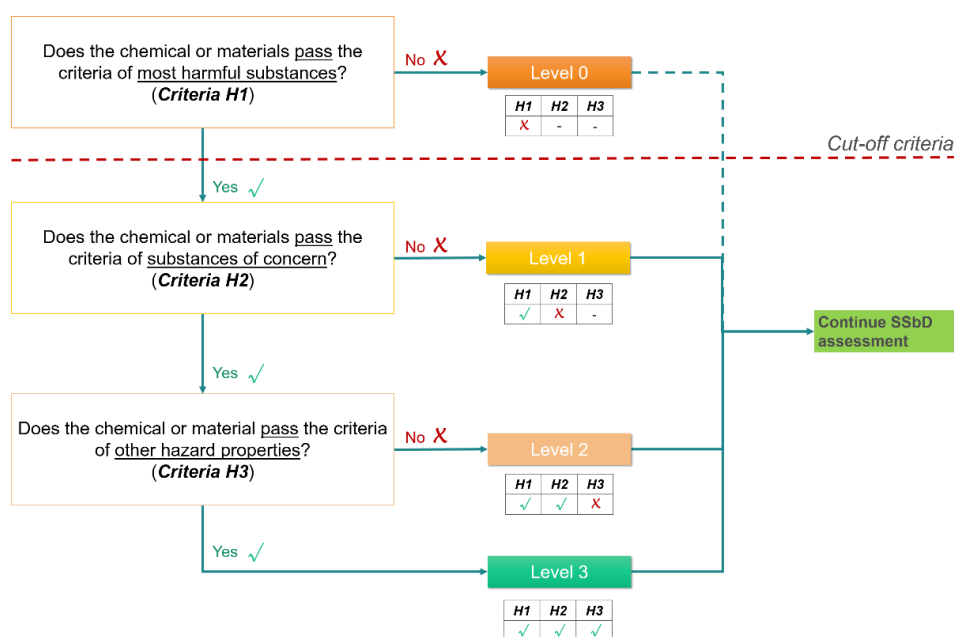 Does the chemical or materials pass the
criteria of most harmful substances?
(Criteria H1)
No X
Level 0
H1 H2 H3
X - -
Cut-off criteria
Yes √
Does the chemical or materials pass the
criteria of substances of concern?
(Criteria H2)
No X
Level 1
H1 H2 H3
√ X -
Continue SSbD
assessment
Yes √
Does the chemical or material pass the criteria
of other hazard properties?
(Criteria H3)
No X
Level 2
H1 H2 H3
√ √ X
Yes √
Level 3
H1 H2 H3
√ √ √